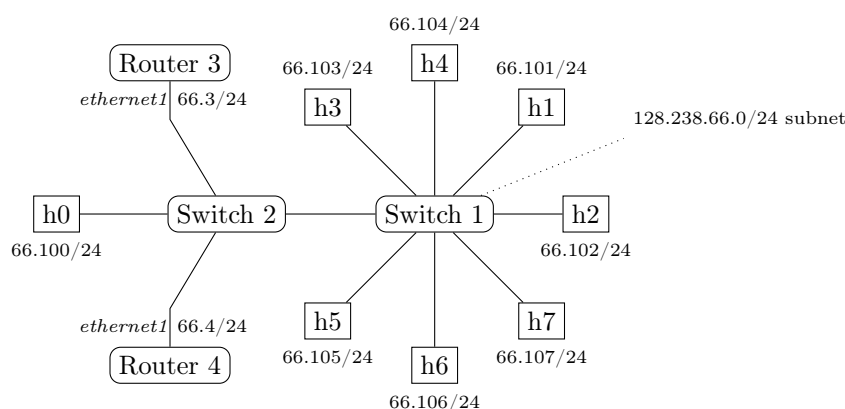 66.104/24
Router 3
h4
66.103/24
66.101/24
ethernet1 66.3/24
h3
h1
128.238.66.0/24 subnet
h0
Switch 2
Switch 1
h2
66.100/24
66.102/24
ethernet1 66.4/24
h5
h7
66.105/24
66.107/24
Router 4
h6
66.106/24